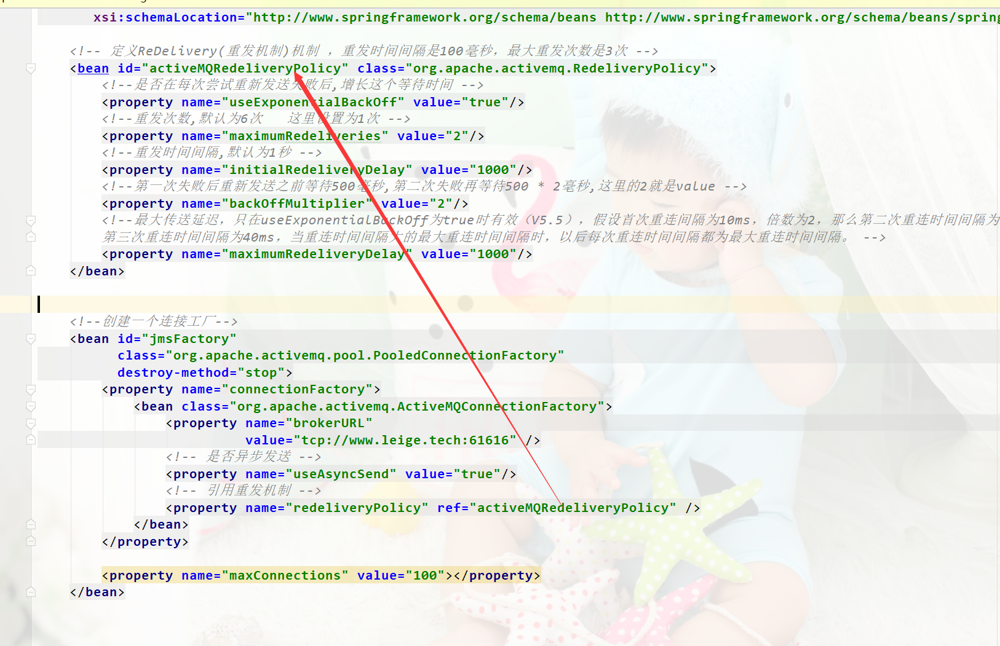 xsi:schemaLocation="http://www.springframework.org/schema/beans http://www.springframework.org/schema/beans/spring
<!-- 定义ReDelivery(重发机制)机制 ，重发时间间隔是100毫秒，最大重发次数是3次 -->
<bean id="activeMQRedeliveryPolicy" class="org.apache.activemq.RedeliveryPolicy">
<!--是否在每次尝试重新发送失败后,增长这个等待时间 -->
<property name="useExponentialBackOff" value="true"/>
<!--重发次数,默认为6次   这里设置为1次 -->
<property name="maximumRedeliveries" value="2"/>
<!--重发时间间隔,默认为1秒 -->
<property name="initialRedeliveryDelay" value="1000"/>
<!--第一次失败后重新发送之前等待500毫秒,第二次失败再等待500 * 2毫秒,这里的2就是value -->
<property name="backOffMultiplier" value="2"/>
<!--最大传送延迟，只在useExponentialBackOff为true时有效（V5.5），假设首次重连间隔为10ms，倍数为2，那么第二次重连时间间隔为
第三次重连时间间隔为40ms，当重连时间间隔大的最大重连时间间隔时，以后每次重连时间间隔都为最大重连时间间隔。 -->
<property name="maximumRedeliveryDelay" value="1000"/>
</bean>
<!--创建一个连接工厂-->
<bean id="jmsFactory"
class="org.apache.activemq.pool.PooledConnectionFactory"
destroy-method="stop">
<property name="connectionFactory">
<bean class="org.apache.activemq.ActiveMQConnectionFactory">
<property name="brokerURL"
value="tcp://www.leige.tech:61616" />
<!-- 是否异步发送 -->
<property name="useAsyncSend" value="true"/>
<!-- 引用重发机制 -->
<property name="redeliveryPolicy" ref="activeMQRedeliveryPolicy" />
</bean>
</property>
<property name="maxConnections" value="100"></property>
</bean>